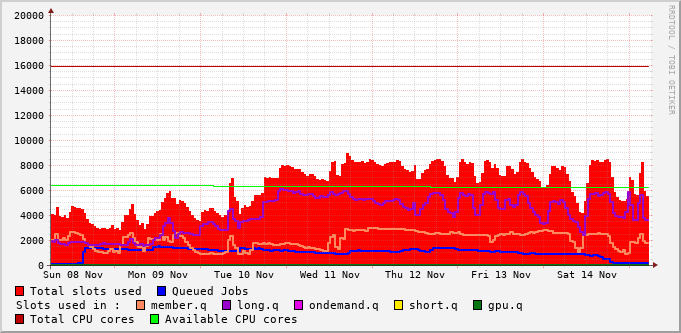 20000
18000
16000
14000
12000
10000
8000
6000
4000
2000
0
Sun 08 Nov Mon 09 Nov Tue 10 Nov Wed 11 Nov Thu 12 Nov Fri 13 Nov Sat 14 Nov
Total slots used Queued Jobs
Slots used in : member.q long.q ondemand.q short.q gpu.q
Total CPU cores Available CPU cores
RRDTOOL / TOBI OETIKER